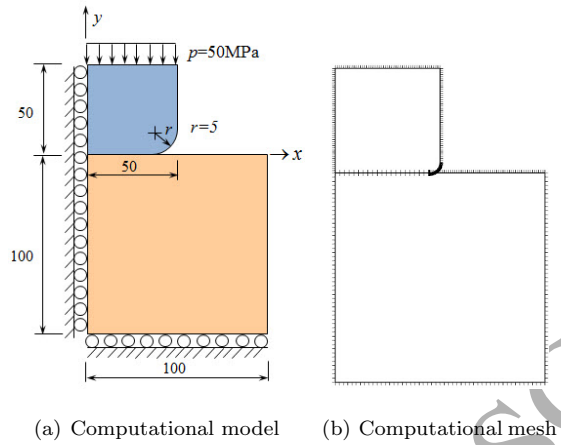 y
p=50MPa
50
r
r=5
x
50
100
100
(a) Computational model
(b) Computational mesh